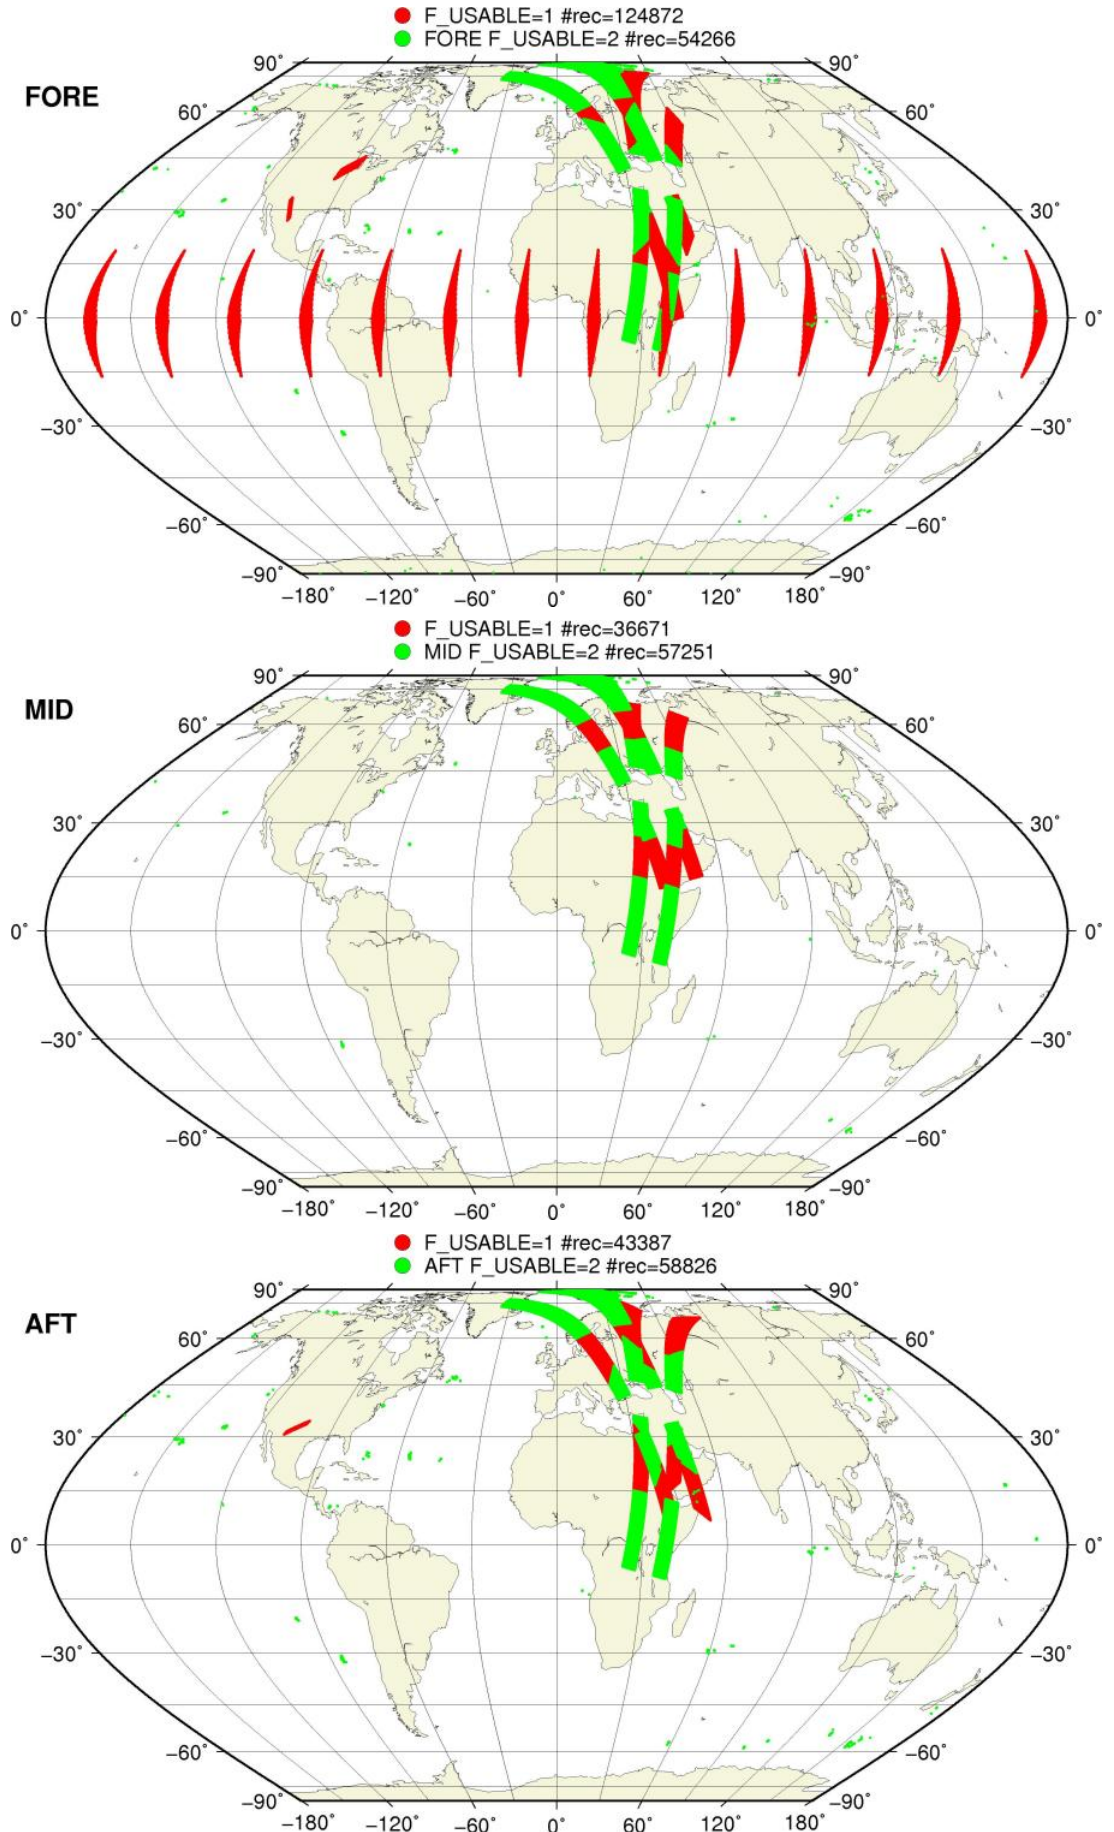 F_USABLE=1 #rec=124872
FORE F_USABLE=2 #rec=54266
FORE
90° 90°
60° 60°
30° 30°
0° 0°
−30° −30°
−60° −60°
−90° −90°
−180° −120° −60° 0° 60° 120° 180°
F_USABLE=1 #rec=36671
MID F_USABLE=2 #rec=57251
MID
90° 90°
60° 60°
30° 30°
0° 0°
−30° −30°
−60° −60°
−90° −90°
−180° −120° −60° 0° 60° 120° 180°
F_USABLE=1 #rec=43387
AFT F_USABLE=2 #rec=58826
AFT
90° 90°
60° 60°
30° 30°
0° 0°
−30° −30°
−60° −60°
−90° −90°
−180° −120° −60° 0° 60° 120° 180°